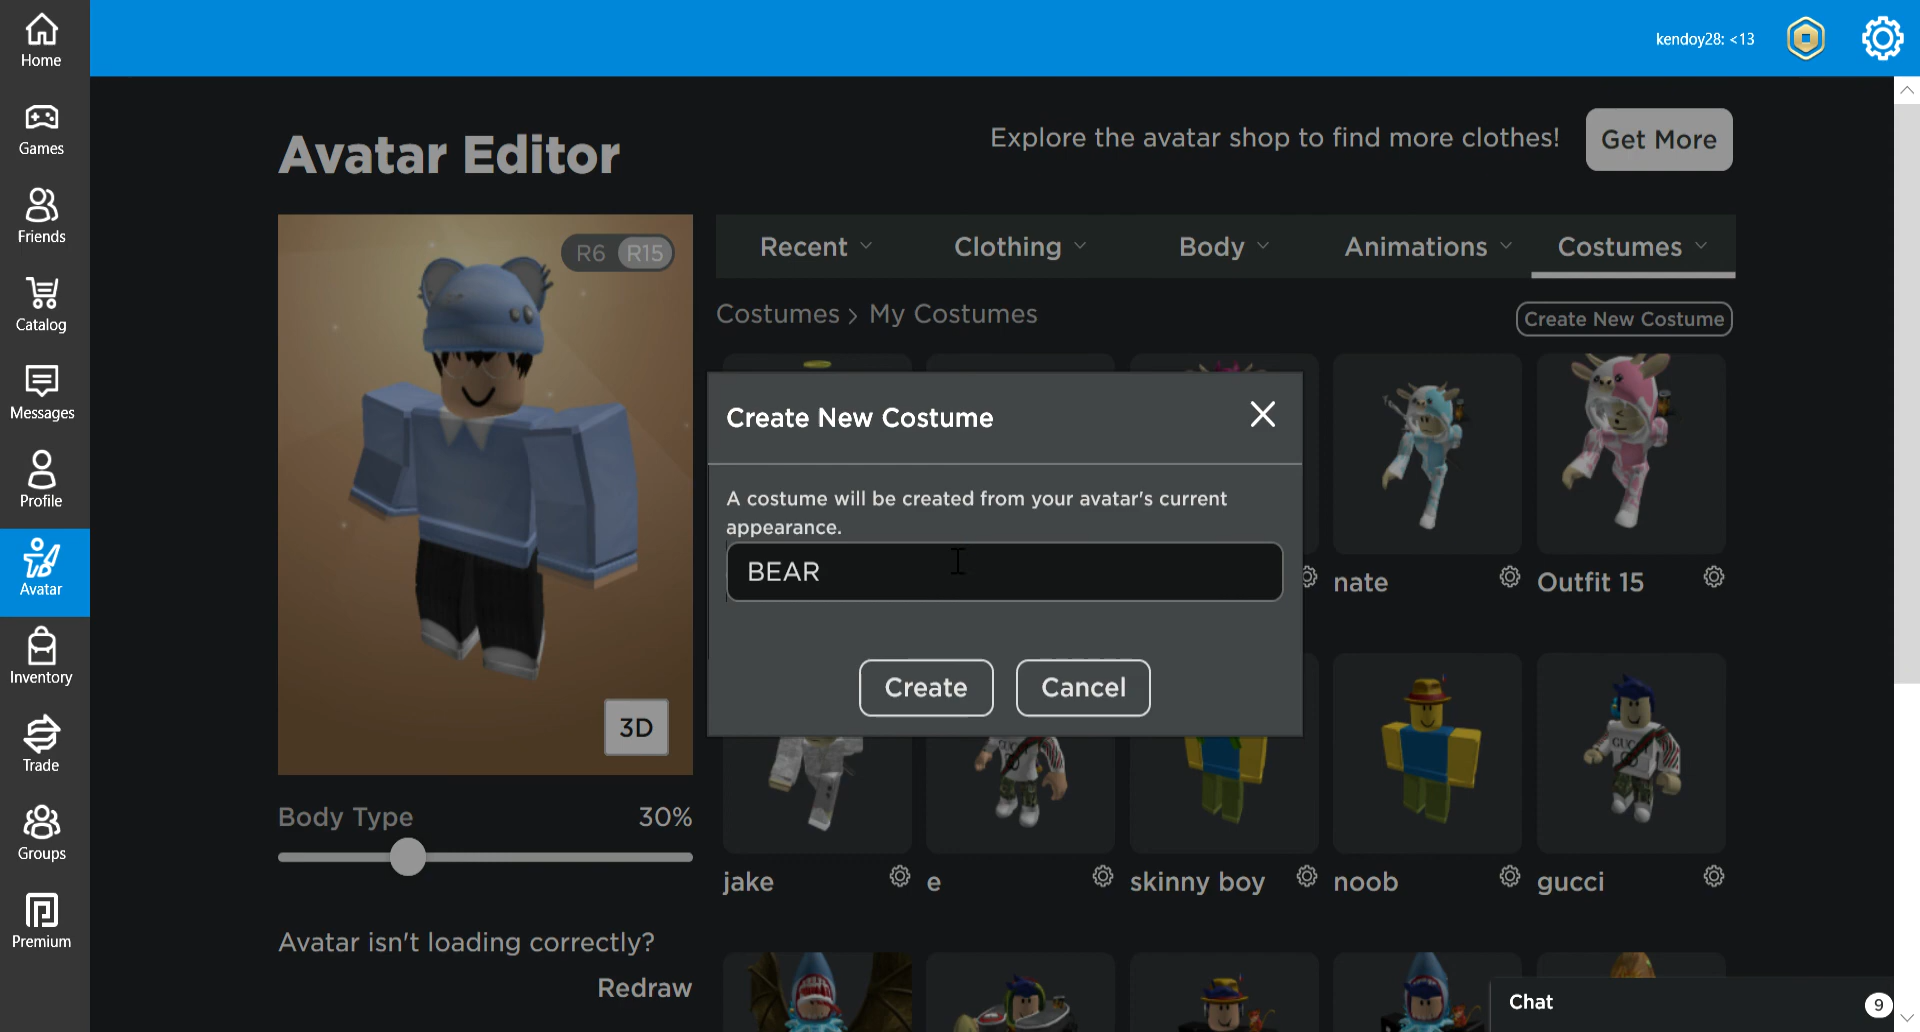 Home
Games
Friends
Catalog
Messages
Profile
Avatar
Inventory
Trade
Groups
Premium
kendoy28: <13
Avatar Editor
Explore the avatar shop to find more clothes!
Get More
R6 R15
3D
Body Type 30%
Avatar isn't loading correctly?
Redraw
Recent Clothing Body Animations Costumes
Costumes > My Costumes
Create New Costume
Create New Costume
A costume will be created from your avatar's current
appearance.
BEAR
Create Cancel
nate Outfit 15
GUCCI GUCCI
jake e skinny boy noob gucci
Chat 9